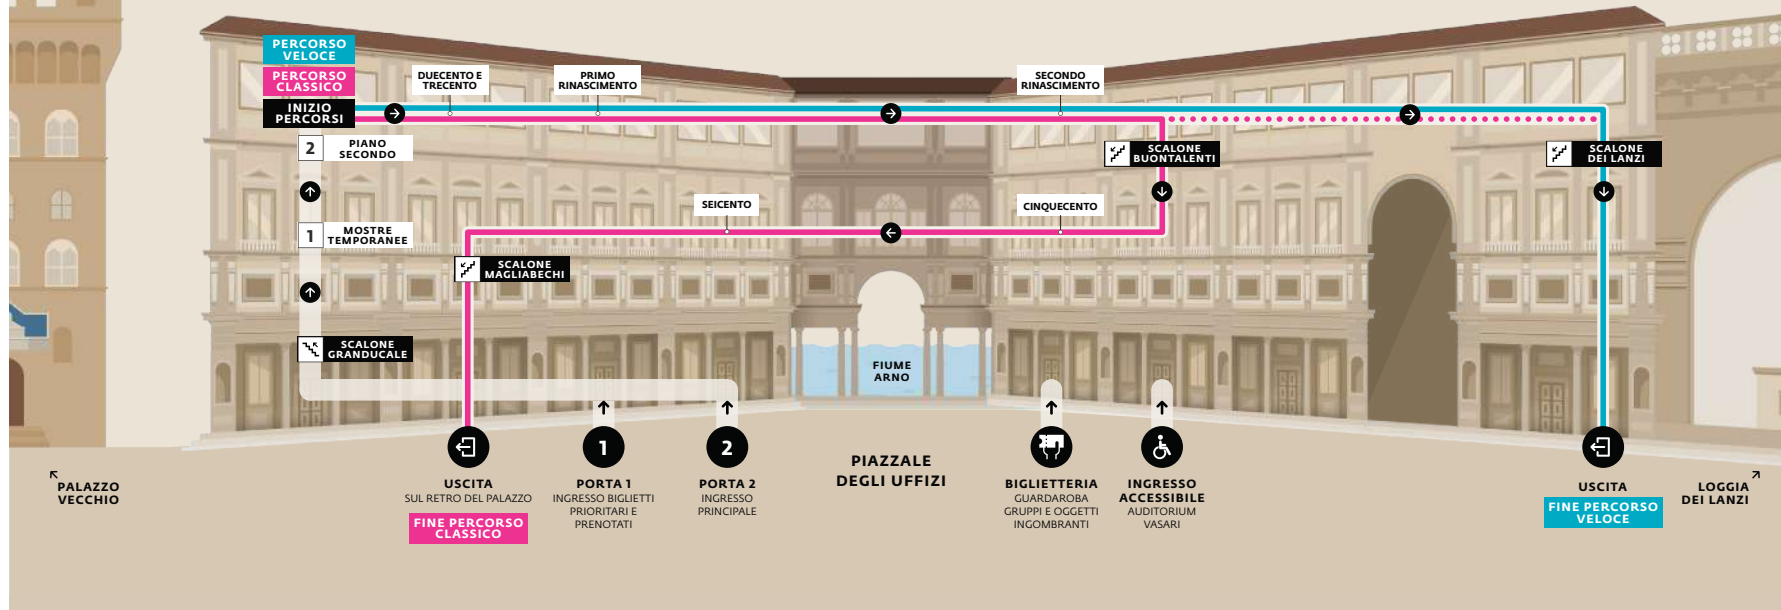 PERCORSO
VELOCE
PERCORSO
CLASSICO
INIZIO
PERCORSI
DUECENTO E
TRECENTO
PRIMO
RINASCIMENTO
SECONDO
RINASCIMENTO
2
PIANO
SECONDO
SCALONE
BUONTALENTI
SCALONE
DEI LANZI
SEICENTO
CINQUECENTO
1
MOSTRE
TEMPORANEE
SCALONE
MAGLIABECHI
SCALONE
GRANDUCALE
FIUME
ARNO
PALAZZO
VECCHIO
USCITA
SUL RETRO DEL PALAZZO
FINE PERCORSO
CLASSICO
1
PORTA 1
INGRESSO BIGLIETTI
PRIORITARI E
PRENOTATI
2
PORTA 2
INGRESSO
PRINCIPALE
PIAZZALE
DEGLI UFFIZI
BIGLIETTERIA
GUARDAROBA
GRUPPI E OGGETTI
INGOMBRANTI
INGRESSO
ACCESSIBILE
AUDITORIUM
VASARI
USCITA
FINE PERCORSO
VELOCE
LOGGIA
DEI LANZI